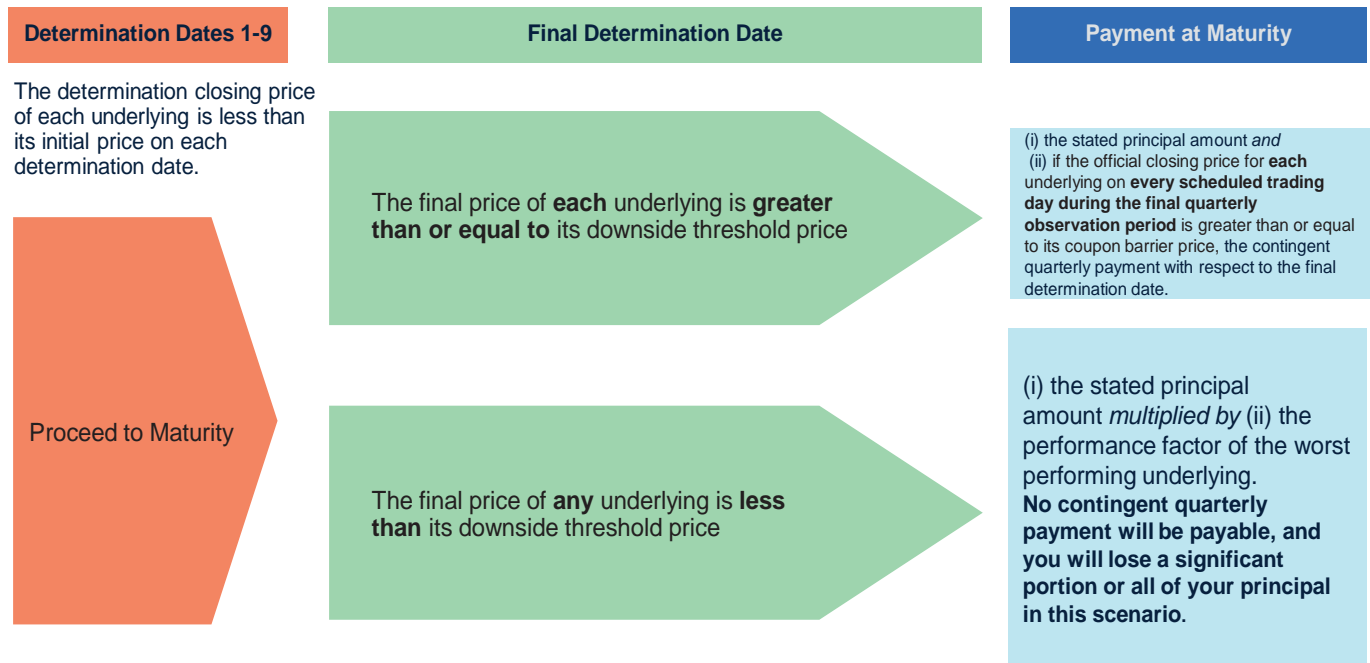 Determination Dates 1-9
Final Determination Date
Payment at Maturity
The determination closing price
of each underlying is less than
its initial price on each
determination date.
Proceed to Maturity
The final price of each underlying is greater
than or equal to its downside threshold price
(i) the stated principal amount and
(ii) if the official closing price for each
underlying on every scheduled trading
day during the final quarterly
observation period is greater than or equal
to its coupon barrier price, the contingent
quarterly payment with respect to the final
determination date.
The final price of any underlying is less
than its downside threshold price
(i) the stated principal
amount multiplied by (ii) the
performance factor of the worst
performing underlying.
No contingent quarterly
payment will be payable, and
you will lose a significant
portion or all of your principal
in this scenario.